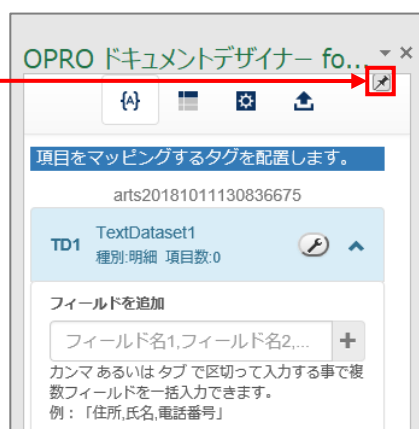 OPRO ドキュメントデザイナー fo...
{A}
項目をマッピングするタグを配置します。
arts20181011130836675
TD1
TextDataset1
種別:明細 項目数:0
フィールドを追加
フィールド名1,フィールド名2,...
カンマ あるいは タブ で区切って入力する事で複
数フィールドを一括入力できます。
例：「住所,氏名,電話番号」